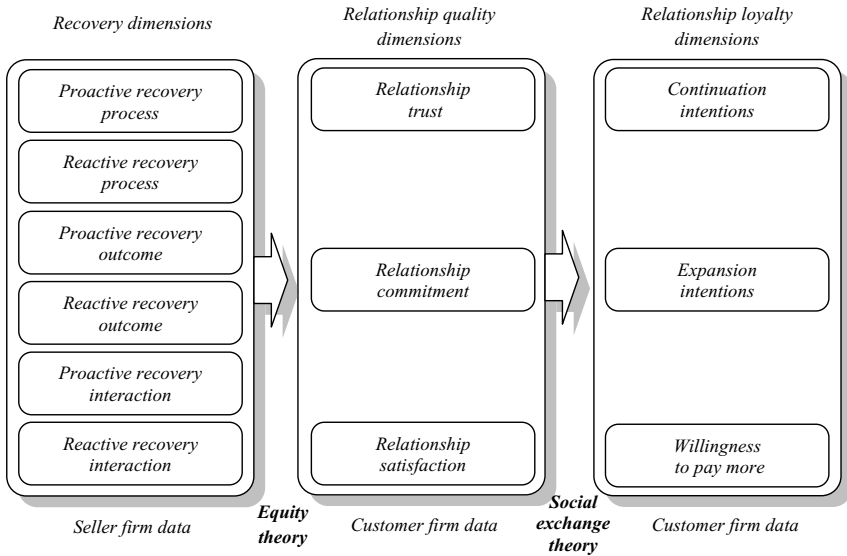 Recovery dimensions
Proactive recovery
process
Reactive recovery
process
Proactive recovery
outcome
Reactive recovery
outcome
Proactive recovery
interaction
Reactive recovery
interaction
Seller firm data
Equity
theory
Relationship quality
dimensions
Relationship
trust
Relationship
commitment
Relationship
satisfaction
Customer firm data
Social
exchange
theory
Relationship loyalty
dimensions
Continuation
intentions
Expansion
intentions
Willingness
to pay more
Customer firm data